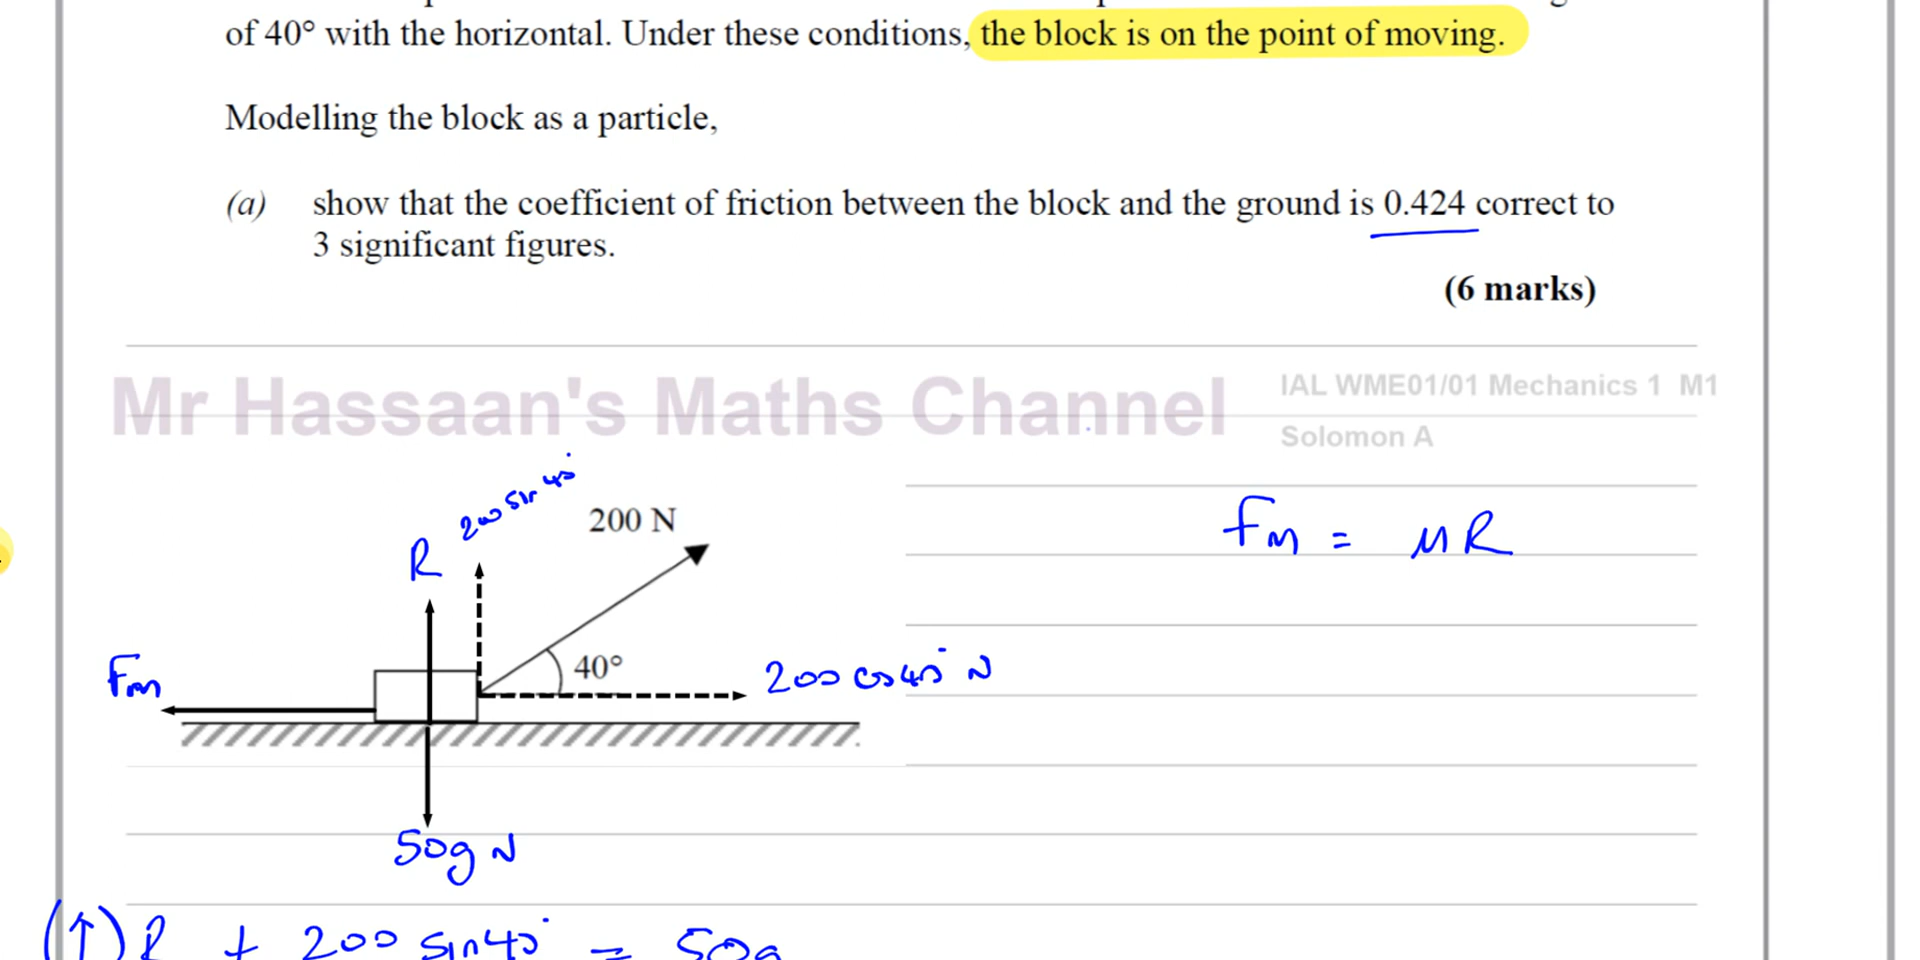 of 40° with the horizontal. Under these conditions, the block is on the point of moving.
Modelling the block as a particle,
(a) show that the coefficient of friction between the block and the ground is 0.424 correct to
3 significant figures.
(6 marks)
Mr Hassaan's Maths Channel
IAL WME01/01 Mechanics 1 M1
Solomon A
200 sin 40°
200 N
R
Fm = μR
40°
200 cos 40° N
Fm
50g N
(↑) R + 200 sin 40° = 50g